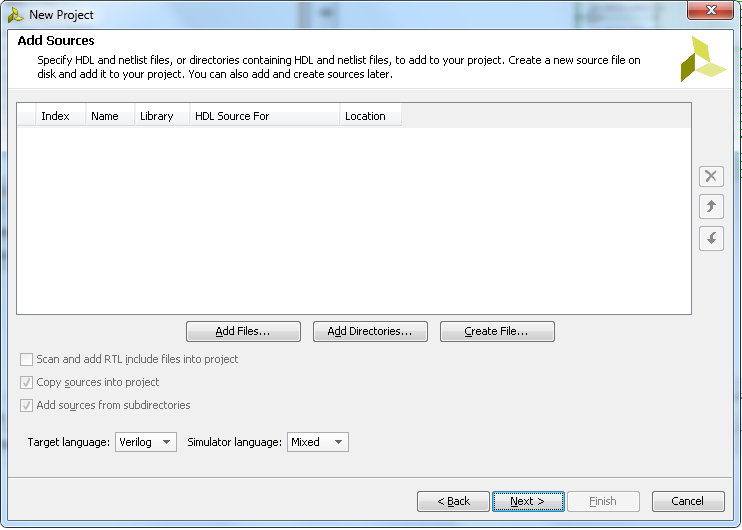 New Project
Add Sources
Specify HDL and netlist files, or directories containing HDL and netlist files, to add to your project. Create a new source file on
disk and add it to your project. You can also add and create sources later.
Index Name Library HDL Source For Location
Add Files... Add Directories... Create File...
Scan and add RTL include files into project
Copy sources into project
Add sources from subdirectories
Target language: Verilog Simulator language: Mixed
< Back Next > Finish Cancel